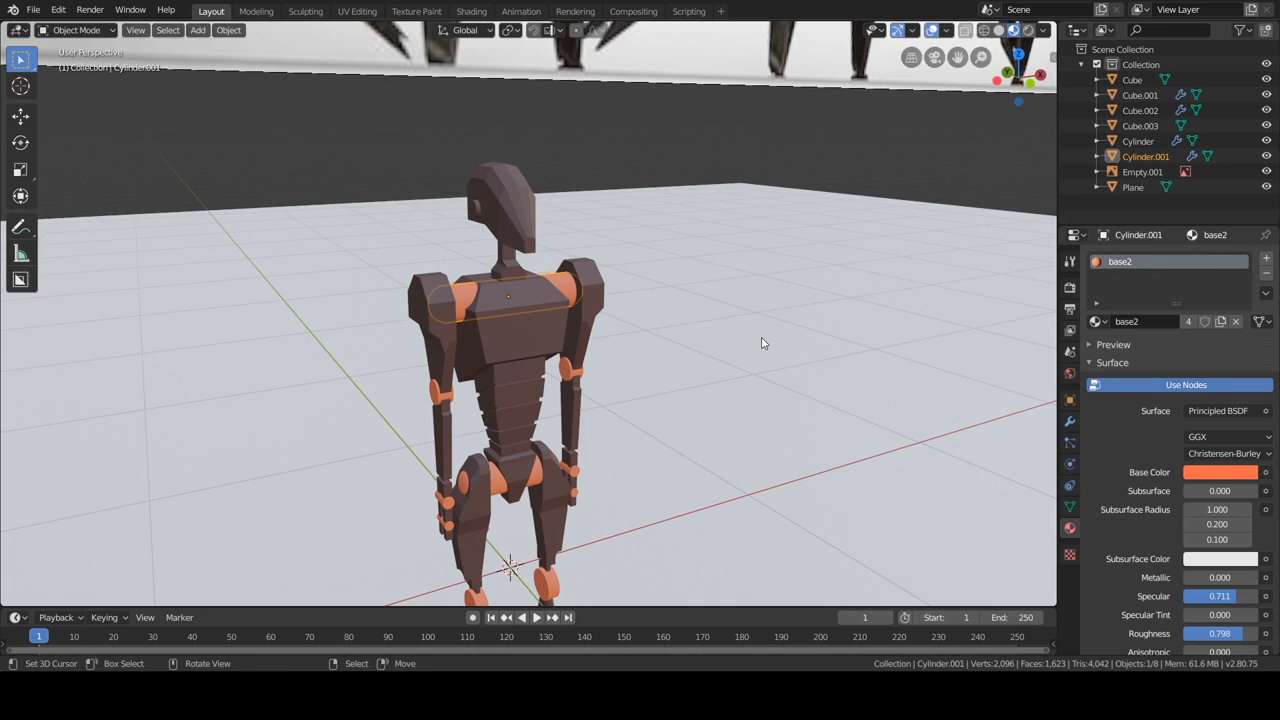 File Edit Render Window Help Layout Modeling Sculpting UV Editing Texture Paint Shading Animation Rendering Compositing Scripting + Scene View Layer
Object Mode View Select Add Object Global
User Perspective
(1) Collection | Cylinder.001
Z
Y
X
Scene Collection
Collection
Cube
Cube.001
Cube.002
Cube.003
Cylinder
Cylinder.001
Empty.001
Plane
Cylinder.001 base2
base2
base2 4
Preview
Surface
Use Nodes
Surface Principled BSDF
GGX
Christensen-Burley
Base Color
Subsurface 0.000
Subsurface Radius 1.000
0.200
0.100
Subsurface Color
Metallic 0.000
Specular 0.711
Specular Tint 0.000
Roughness 0.798
Anisotropic 0.000
Playback Keying View Marker 1 Start: 1 End: 250
1 10 20 30 40 50 60 70 80 90 100 110 120 130 140 150 160 170 180 190 200 210 220 230 240 250
Set 3D Cursor Box Select Rotate View Select Move Collection | Cylinder.001 | Verts:2,096 | Faces:1,623 | Tris:4,042 | Objects:1/8 | Mem: 61.6 MB | v2.80.75